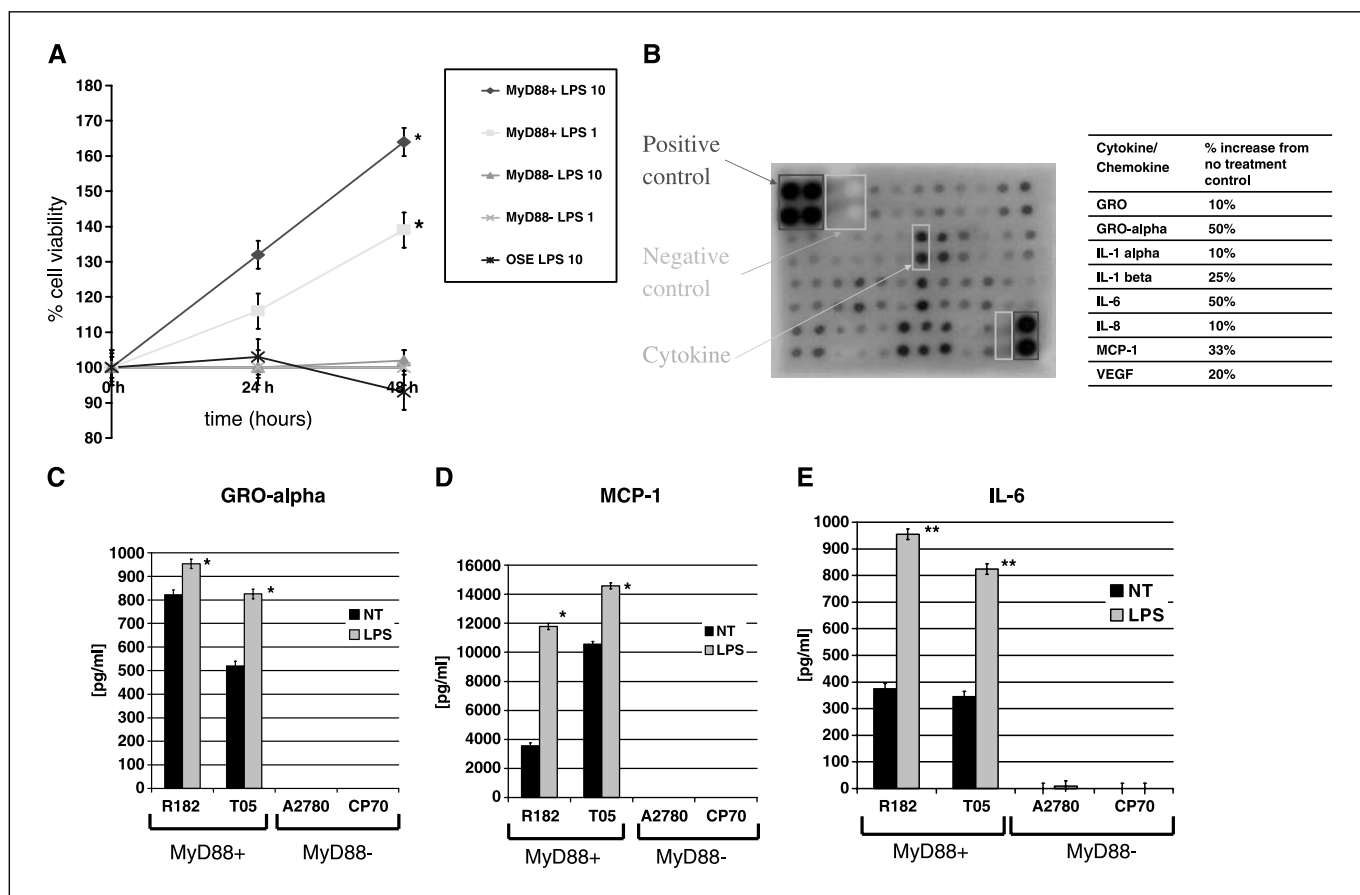 A
180
170
160
150
140
130
120
110
100
90
80
% cell viability
0 h
24 h
48 h
time (hours)
*
*
MyD88+ LPS 10
MyD88+ LPS 1
MyD88- LPS 10
MyD88- LPS 1
OSE LPS 10
B
Positive
control
Negative
control
Cytokine
Cytokine/ % increase from
Chemokine no treatment
control
GRO 10%
GRO-alpha 50%
IL-1 alpha 10%
IL-1 beta 25%
IL-6 50%
IL-8 10%
MCP-1 33%
VEGF 20%
C
GRO-alpha
1000
900
800
700
600
500
400
300
200
100
0
[pg/ml]
*
*
NT
LPS
R182 T05 A2780 CP70
MyD88+ MyD88-
D
MCP-1
16000
14000
12000
10000
8000
6000
4000
2000
0
[pg/ml]
*
*
NT
LPS
R182 T05 A2780 CP70
MyD88+ MyD88-
E
IL-6
1000
900
800
700
600
500
400
300
200
100
0
[pg/ml]
**
**
NT
LPS
R182 T05 A2780 CP70
MyD88+ MyD88-